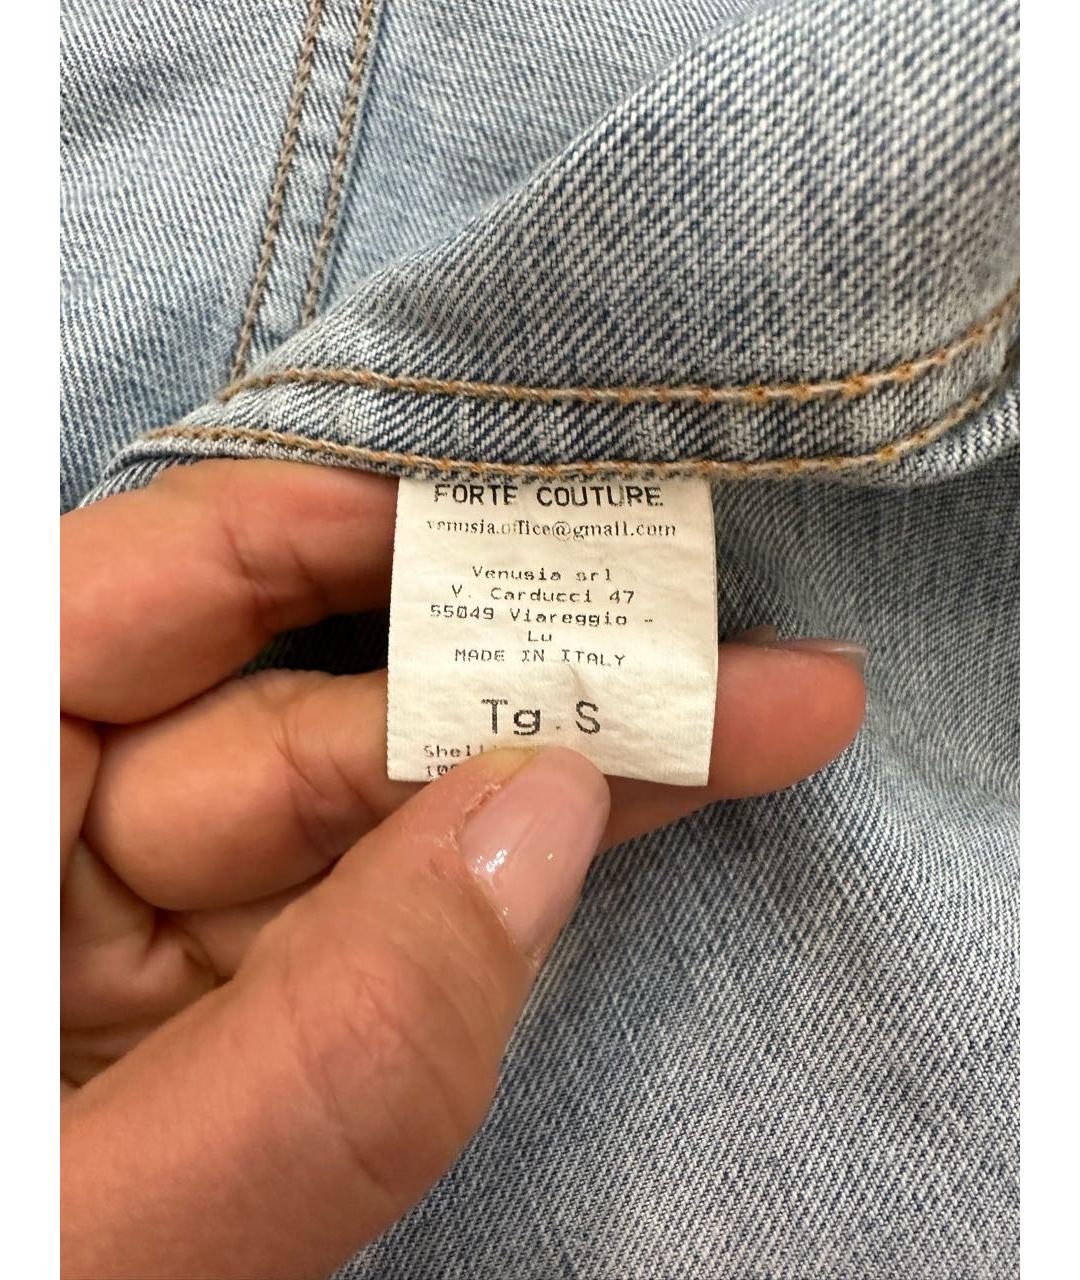 FORTE COUTURE
venusia.office@gmail.com
Venusia srl
V. Carducci 47
55049 Viareggio -
Lu
MADE IN ITALY
Tg.S